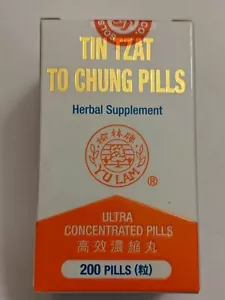 TIN TZAT
TO CHUNG PILLS
Herbal Supplement
YU LAM
®
ULTRA
CONCENTRATED PILLS
高效濃縮丸
200 PILLS (粒)